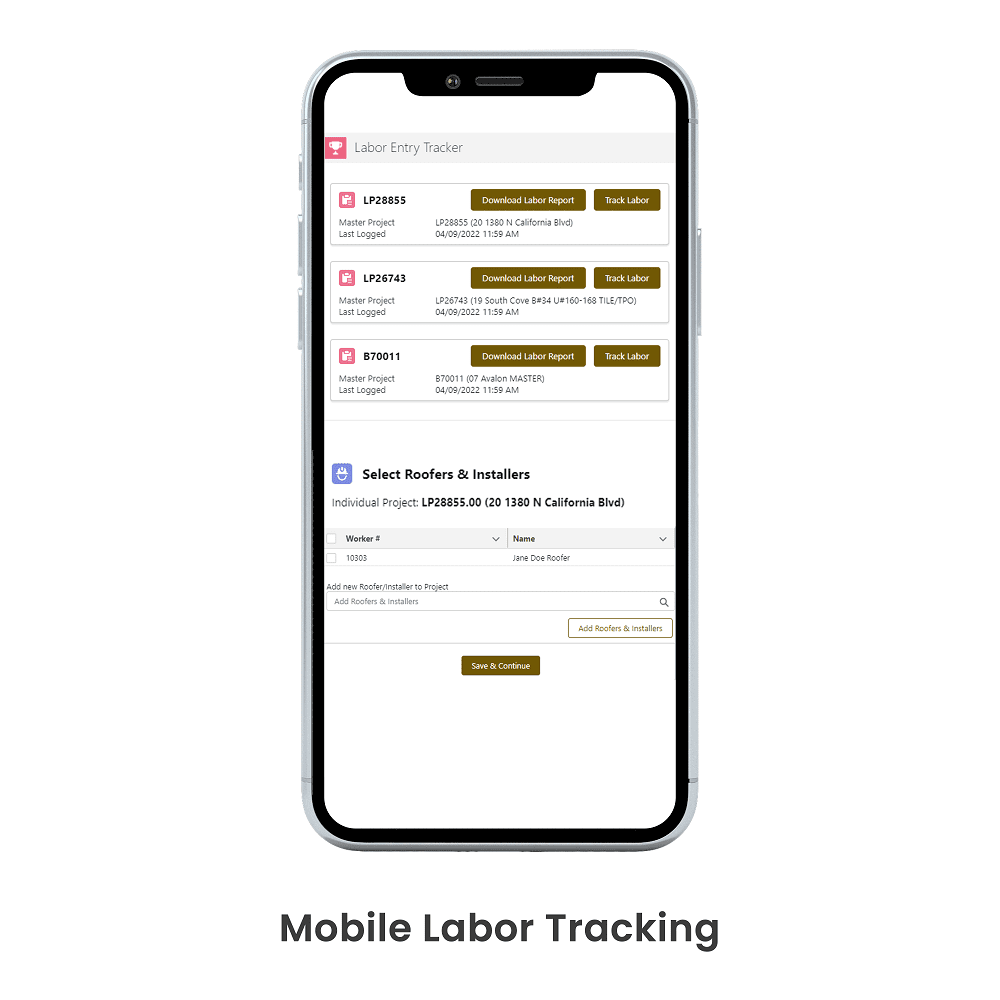 Labor Entry Tracker
LP28855 Download Labor Report Track Labor
Master Project LP28855 (20 1380 N California Blvd)
Last Logged 04/09/2022 11:59 AM
LP26743 Download Labor Report Track Labor
Master Project LP26743 (19 South Cove B#34 U#160-168 TILE/TPO)
Last Logged 04/09/2022 11:59 AM
B70011 Download Labor Report Track Labor
Master Project B70011 (07 Avalon MASTER)
Last Logged 04/09/2022 11:59 AM
Select Roofers & Installers
Individual Project: LP28855.00 (20 1380 N California Blvd)
Worker # Name
10303 Jane Doe Roofer
Add new Roofer/Installer to Project
Add Roofers & Installers
Add Roofers & Installers
Save & Continue
Mobile Labor Tracking